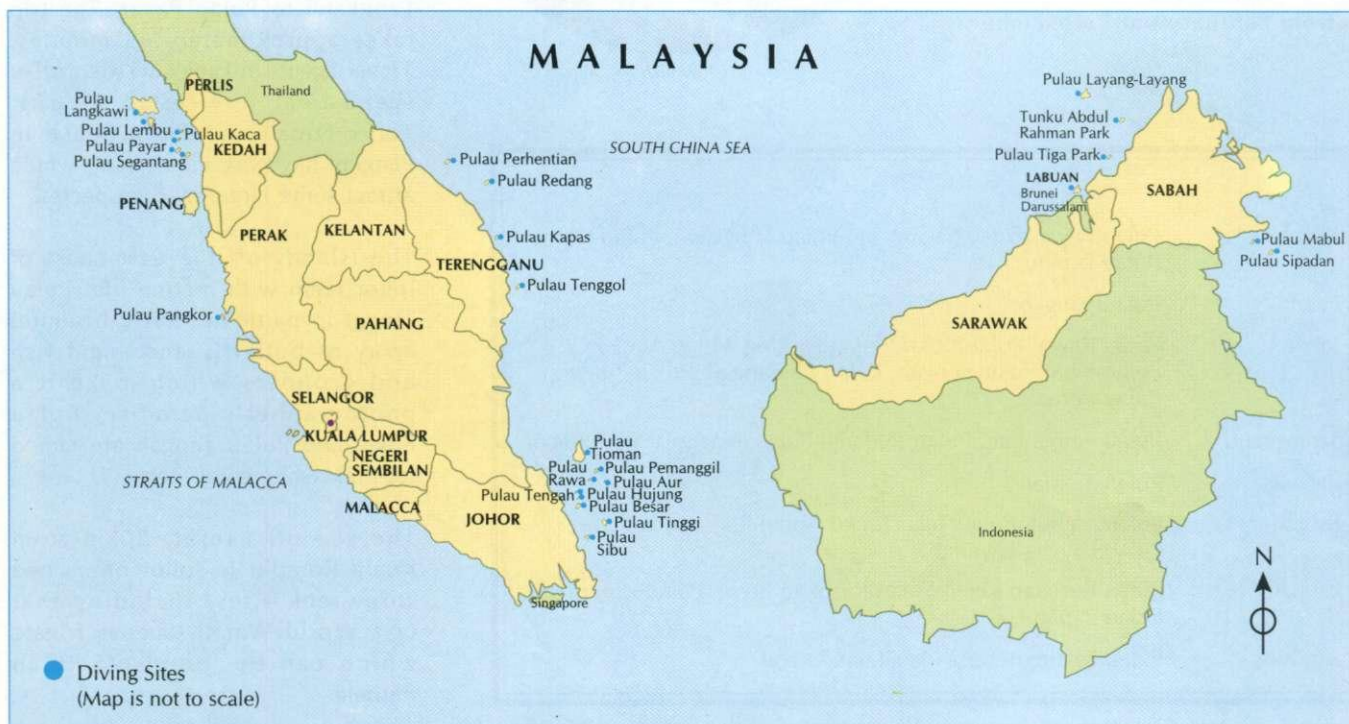 MALAYSIA
PERLIS
Thailand
Pulau
Langkawi
Pulau Lembu
Pulau Kaca
Pulau Payar
KEDAH
Pulau Segantang
PENANG
PERAK
KELANTAN
TERENGGANU
PAHANG
Pulau Pangkor
SELANGOR
KUALA LUMPUR
NEGERI
SEMBILAN
STRAITS OF MALACCA
MALACCA
JOHOR
Singapore
Pulau Perhentian
SOUTH CHINA SEA
Pulau Redang
Pulau Kapas
Pulau Tenggol
Pulau
Tioman
Pulau
Rawa
Pulau Pemanggil
Pulau Aur
Pulau Tengah
Pulau Hujung
Pulau Besar
Pulau Tinggi
Pulau
Sibu
Pulau Layang-Layang
Tunku Abdul
Rahman Park
Pulau Tiga Park
LABUAN
Brunei
Darussalam
SABAH
Pulau Mabul
Pulau Sipadan
SARAWAK
Indonesia
N
Diving Sites
(Map is not to scale)